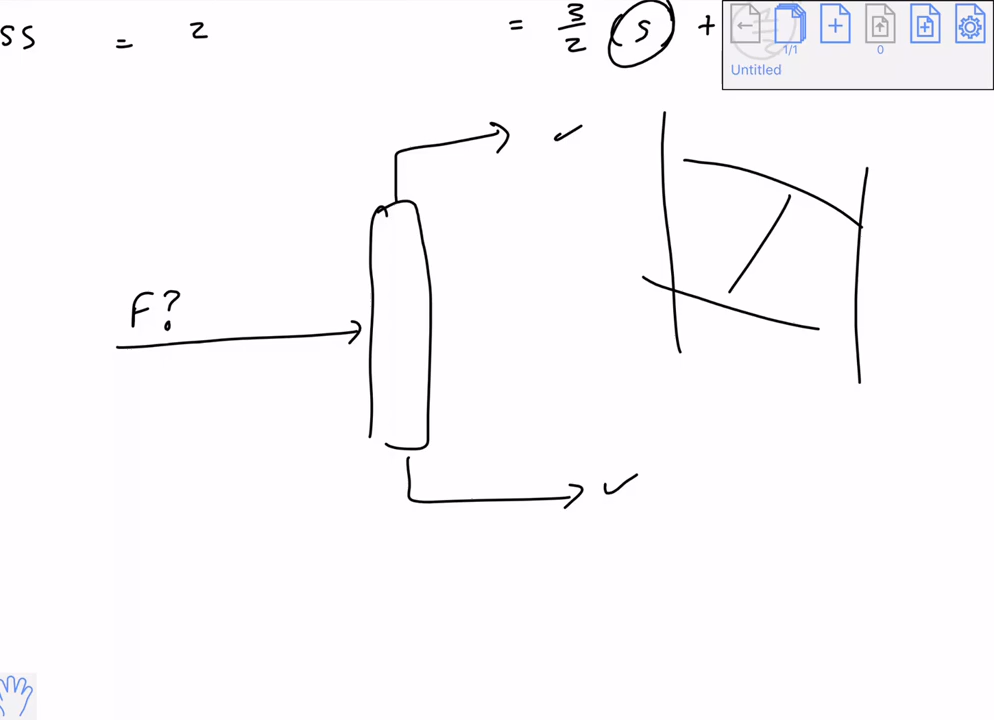 ss = 2 = 3/2 s +
1/1 0
Untitled
F?